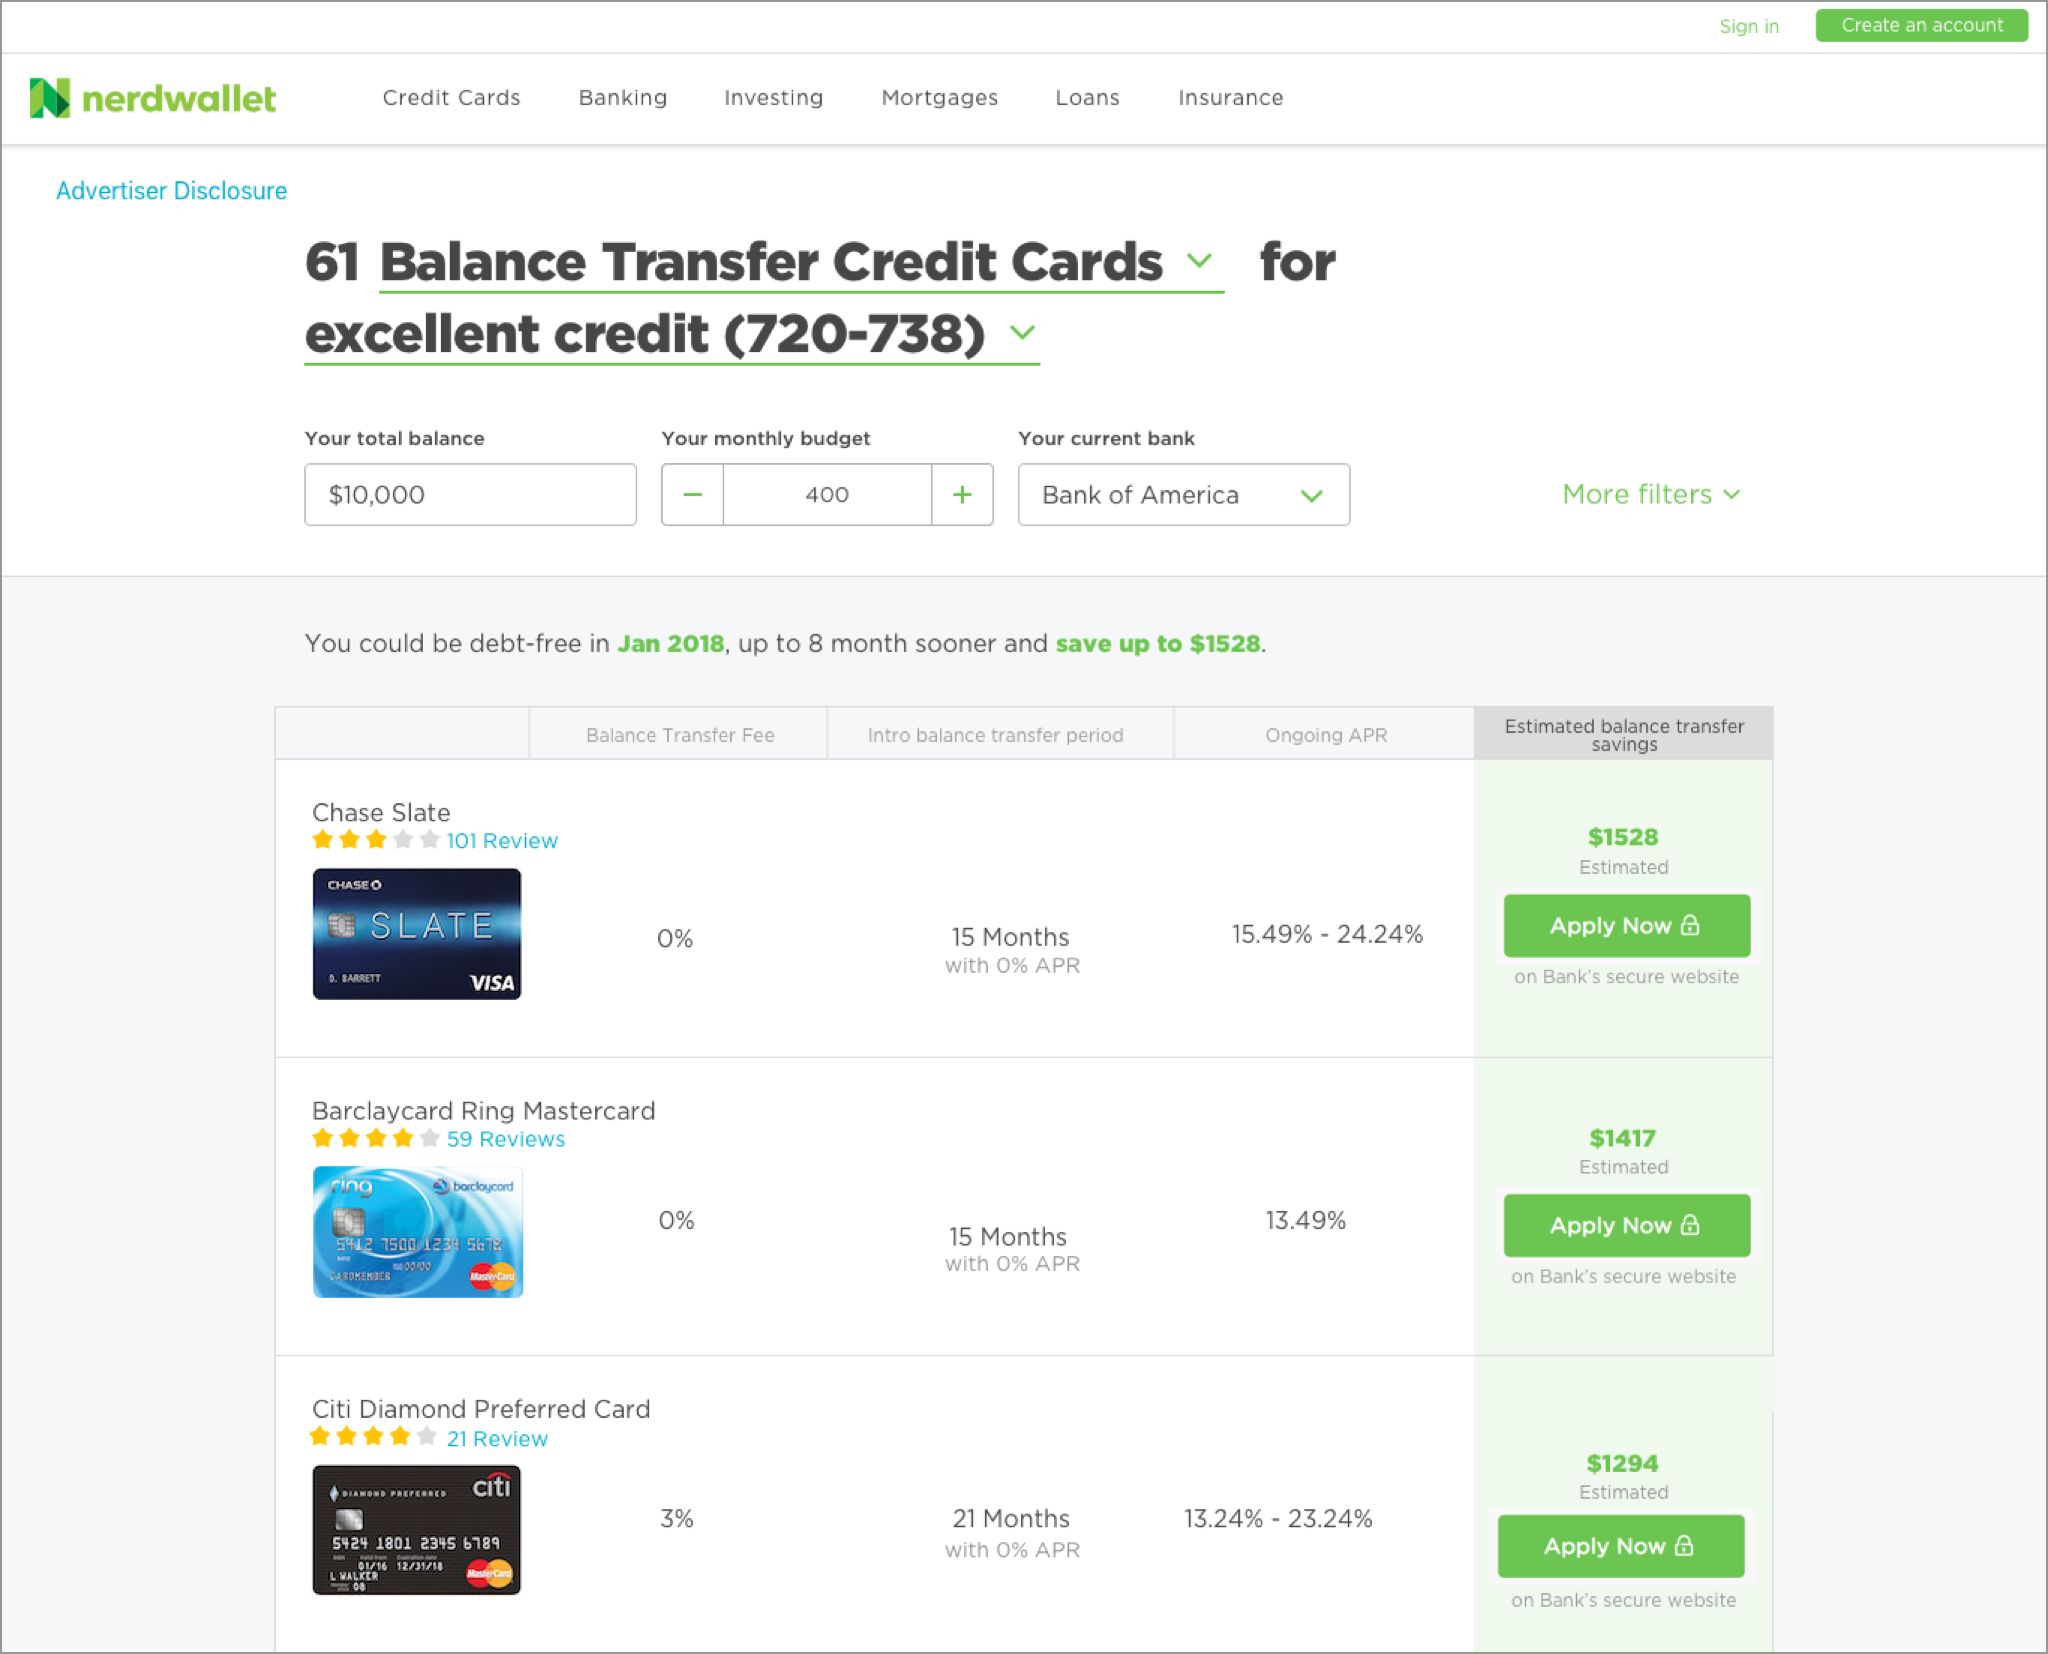 Sign in
Create an account
nerdwallet
Credit Cards
Banking
Investing
Mortgages
Loans
Insurance
Advertiser Disclosure
61 Balance Transfer Credit Cards for
excellent credit (720-738)
Your total balance
Your monthly budget
Your current bank
$10,000
400
Bank of America
More filters
You could be debt-free in Jan 2018, up to 8 month sooner and save up to $1528.
Balance Transfer Fee
Intro balance transfer period
Ongoing APR
Estimated balance transfer
savings
Chase Slate
101 Review
CHASE
SLATE
D. BARRETT
VISA
0%
15 Months
with 0% APR
15.49% - 24.24%
$1528
Estimated
Apply Now
on Bank's secure website
Barclaycard Ring Mastercard
59 Reviews
ring
barclaycard
5412 7500 1234 5678
00/00
CARDMEMBER
MasterCard
0%
15 Months
with 0% APR
13.49%
$1417
Estimated
Apply Now
on Bank's secure website
Citi Diamond Preferred Card
21 Review
DIAMOND PREFERRED
citi
5424 1801 2345 6789
01/16 12/31/18
L WALKER
08
MasterCard
3%
21 Months
with 0% APR
13.24% - 23.24%
$1294
Estimated
Apply Now
on Bank's secure website